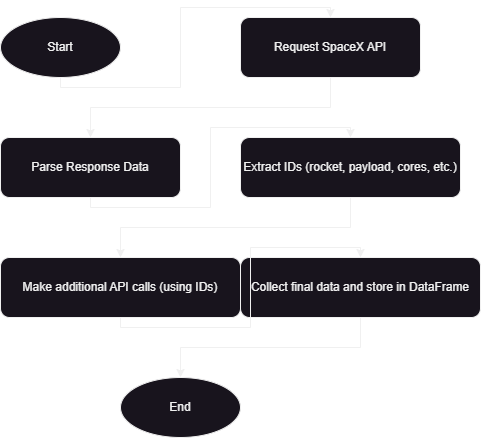 Start
Request SpaceX API
Parse Response Data
Extract IDs (rocket, payload, cores, etc.)
Make additional API calls (using IDs)
Collect final data and store in DataFrame
End